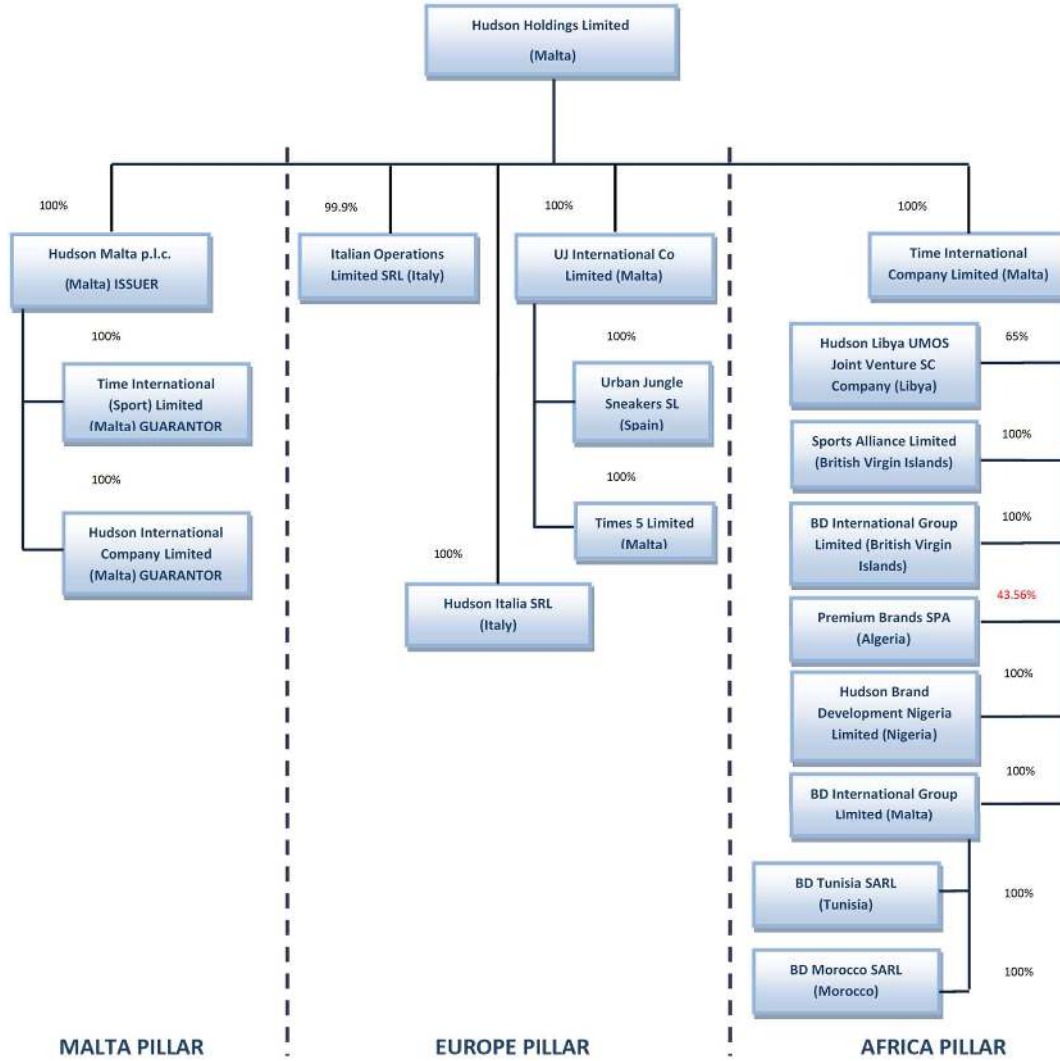 Hudson Holdings Limited
(Malta)
100%
99.9%
100%
100%
Hudson Malta p.l.c.
(Malta) ISSUER
Italian Operations
Limited SRL (Italy)
UJ International Co
Limited (Malta)
Time International
Company Limited (Malta)
100%
Time International
(Sport) Limited
(Malta) GUARANTOR
100%
Hudson International
Company Limited
(Malta) GUARANTOR
100%
Hudson Italia SRL
(Italy)
100%
Urban Jungle
Sneakers SL
(Spain)
100%
Times 5 Limited
(Malta)
Hudson Libya UMOS
Joint Venture SC
Company (Libya)
65%
Sports Alliance Limited
(British Virgin Islands)
100%
BD International Group
Limited (British Virgin
Islands)
100%
Premium Brands SPA
(Algeria)
43.56%
Hudson Brand
Development Nigeria
Limited (Nigeria)
100%
BD International Group
Limited (Malta)
100%
BD Tunisia SARL
(Tunisia)
100%
BD Morocco SARL
(Morocco)
100%
MALTA PILLAR
EUROPE PILLAR
AFRICA PILLAR